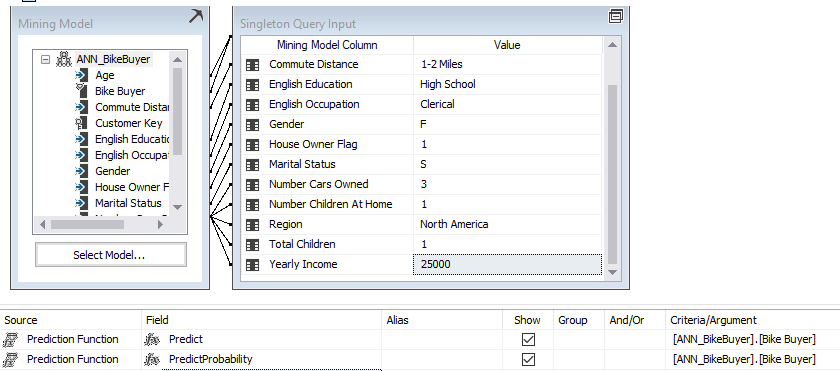 Mining Model
ANN_BikeBuyer
Age
Bike Buyer
Commute Distan
Customer Key
English Educatio
English Occupat
Gender
House Owner F
Marital Status
Select Model...
Singleton Query Input
Mining Model Column Value
Commute Distance 1-2 Miles
English Education High School
English Occupation Clerical
Gender F
House Owner Flag 1
Marital Status S
Number Cars Owned 3
Number Children At Home 1
Region North America
Total Children 1
Yearly Income 25000
Source Field Alias Show Group And/Or Criteria/Argument
Prediction Function Predict [ANN_BikeBuyer].[Bike Buyer]
Prediction Function PredictProbability [ANN_BikeBuyer].[Bike Buyer]